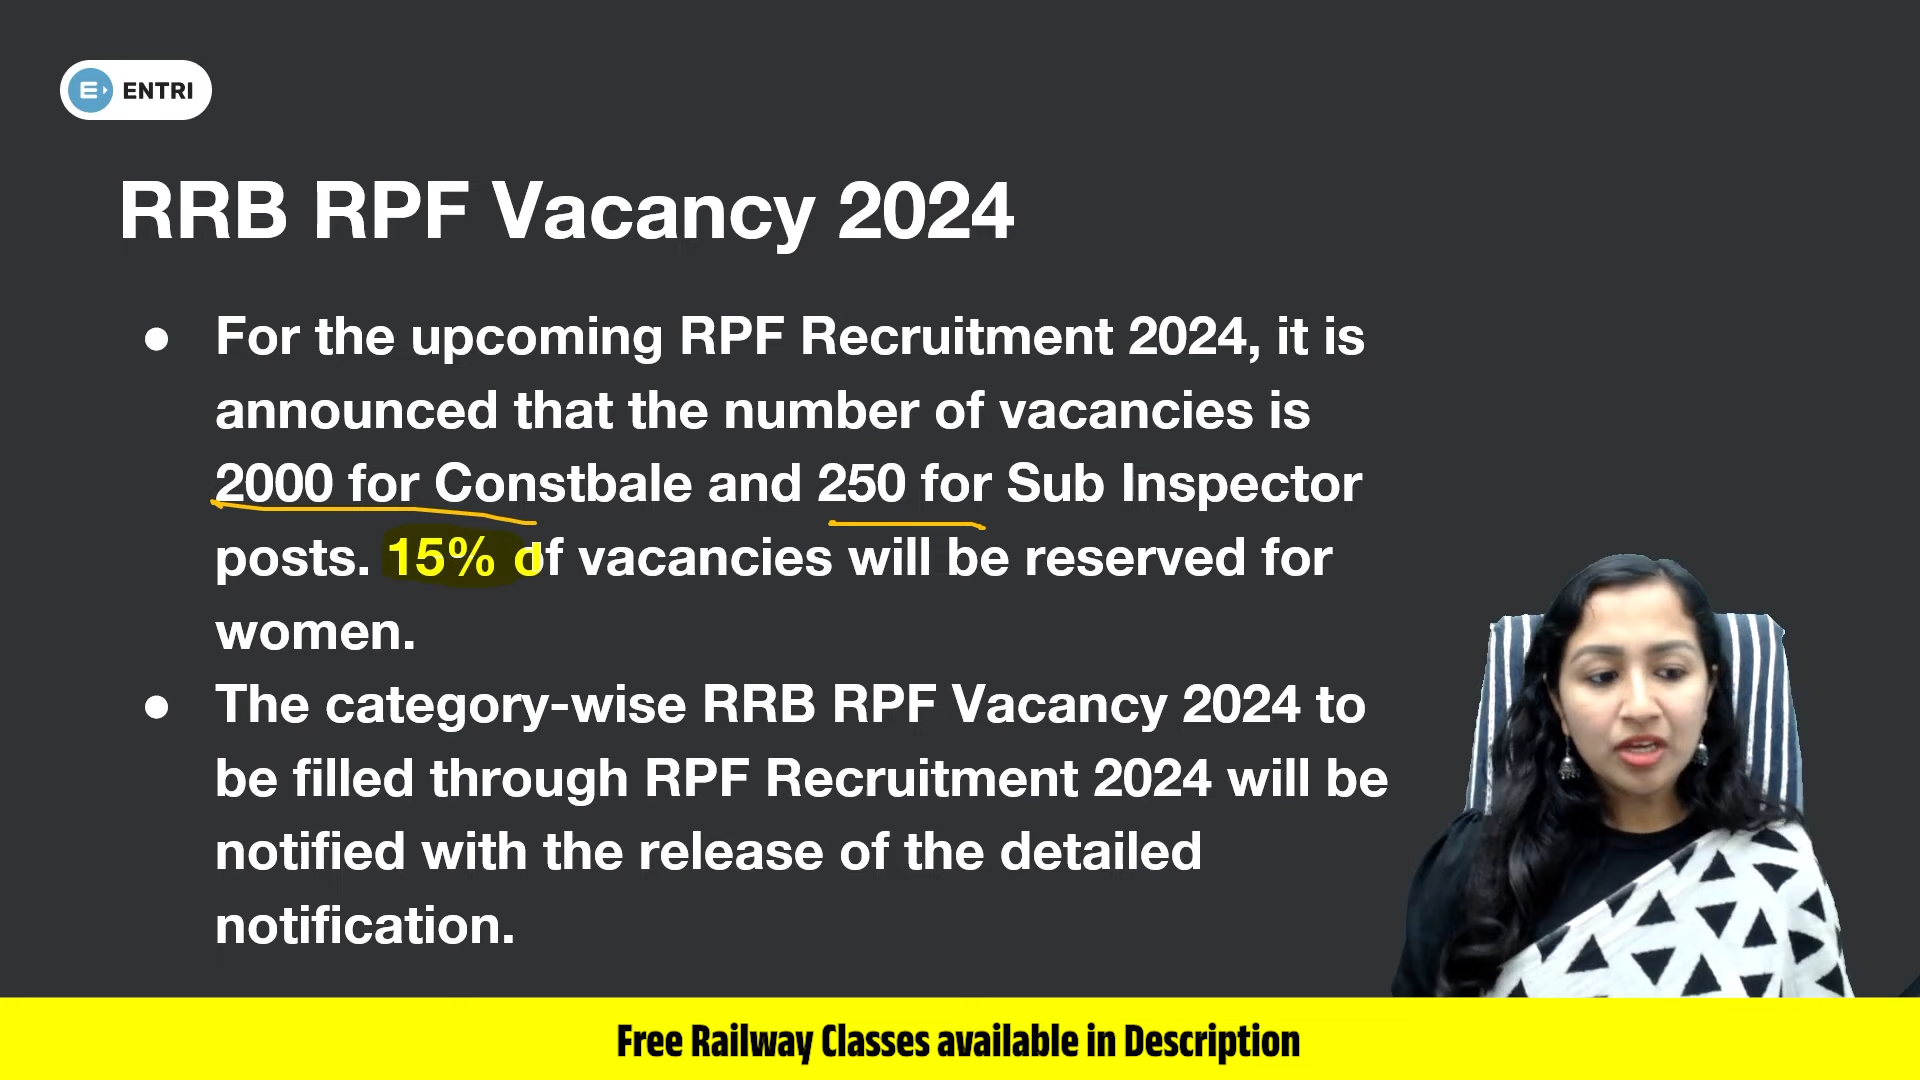 ENTRI
RRB RPF Vacancy 2024
● For the upcoming RPF Recruitment 2024, it is
announced that the number of vacancies is
2000 for Constbale and 250 for Sub Inspector
posts. 15% of vacancies will be reserved for
women.
● The category-wise RRB RPF Vacancy 2024 to
be filled through RPF Recruitment 2024 will be
notified with the release of the detailed
notification.
Free Railway Classes available in Description